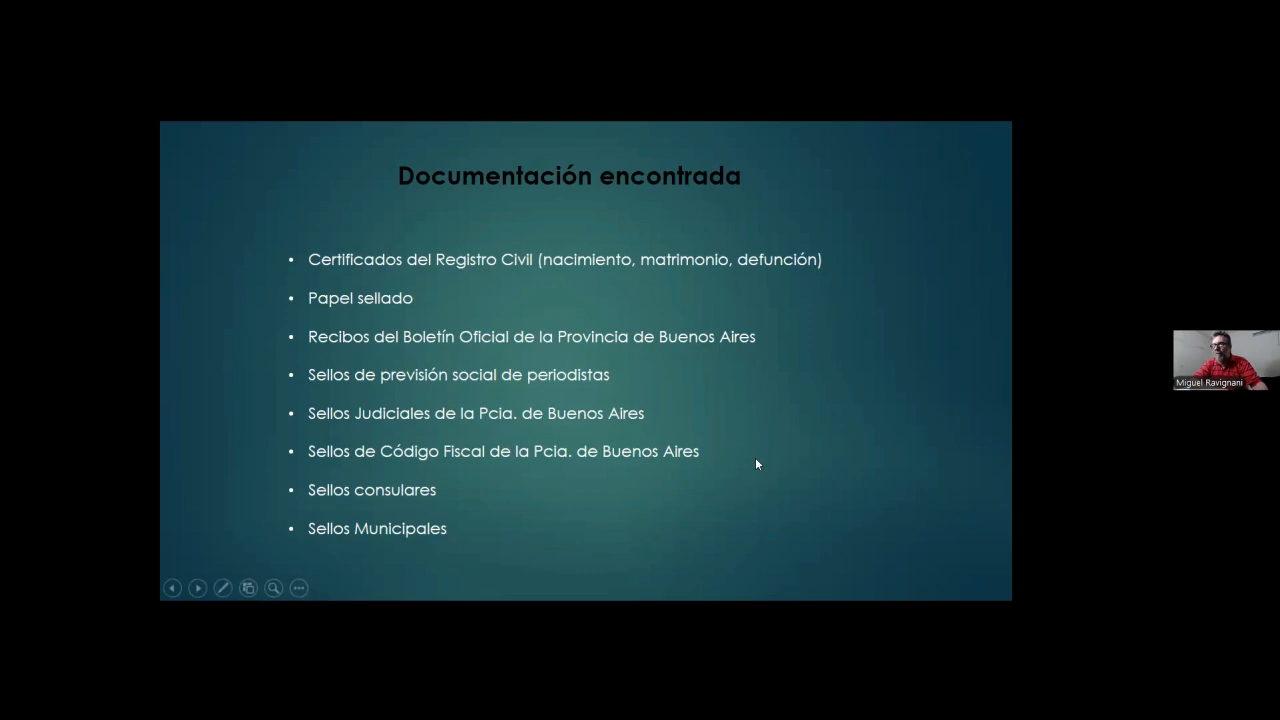 Documentación encontrada
• Certificados del Registro Civil (nacimiento, matrimonio, defunción)
• Papel sellado
• Recibos del Boletín Oficial de la Provincia de Buenos Aires
• Sellos de previsión social de periodistas
• Sellos Judiciales de la Pcia. de Buenos Aires
• Sellos de Código Fiscal de la Pcia. de Buenos Aires
• Sellos consulares
• Sellos Municipales
Miguel Ravignani